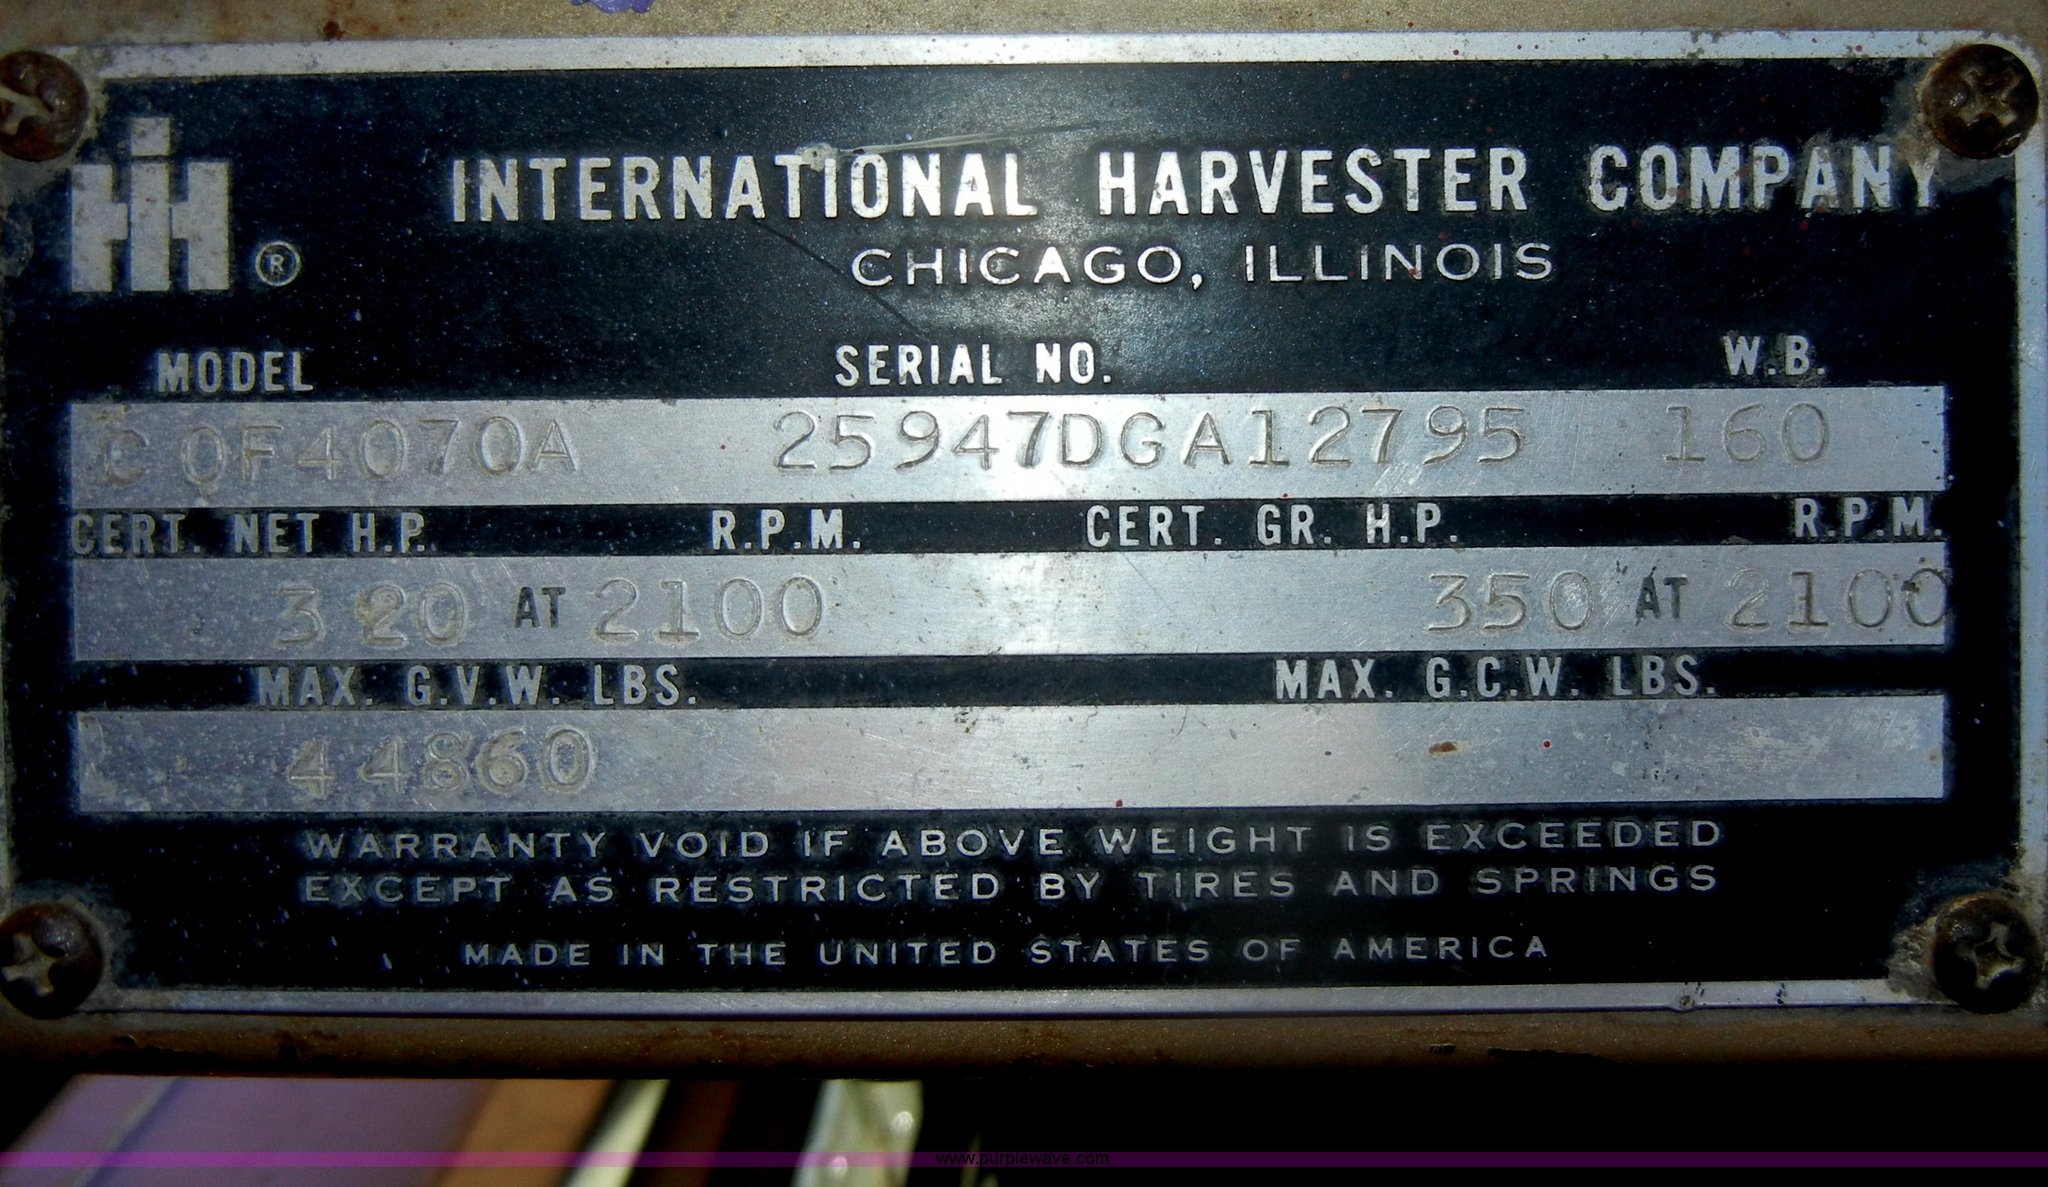 IH ®
INTERNATIONAL HARVESTER COMPANY
CHICAGO, ILLINOIS
MODEL SERIAL NO. W.B.
COF4070A 25947DGA12795 160
CERT. NET H.P. R.P.M. CERT. GR. H.P. R.P.M.
320 AT 2100 350 AT 2100
MAX. G.V.W. LBS. MAX. G.C.W. LBS.
44860
WARRANTY VOID IF ABOVE WEIGHT IS EXCEEDED
EXCEPT AS RESTRICTED BY TIRES AND SPRINGS
MADE IN THE UNITED STATES OF AMERICA
www.purplewave.com